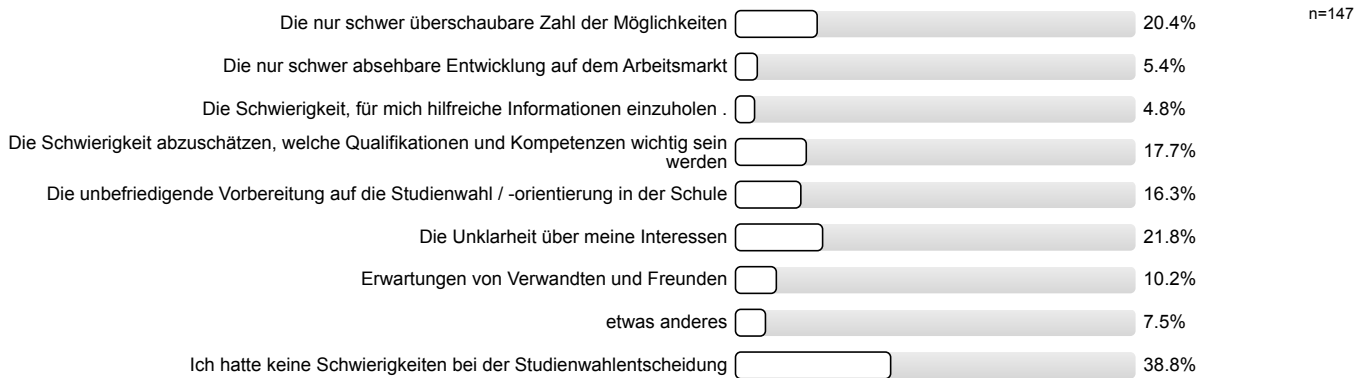 Die nur schwer überschaubare Zahl der Möglichkeiten 20.4% n=147
Die nur schwer absehbare Entwicklung auf dem Arbeitsmarkt 5.4%
Die Schwierigkeit, für mich hilfreiche Informationen einzuholen . 4.8%
Die Schwierigkeit abzuschätzen, welche Qualifikationen und Kompetenzen wichtig sein
werden 17.7%
Die unbefriedigende Vorbereitung auf die Studienwahl / -orientierung in der Schule 16.3%
Die Unklarheit über meine Interessen 21.8%
Erwartungen von Verwandten und Freunden 10.2%
etwas anderes 7.5%
Ich hatte keine Schwierigkeiten bei der Studienwahlentscheidung 38.8%